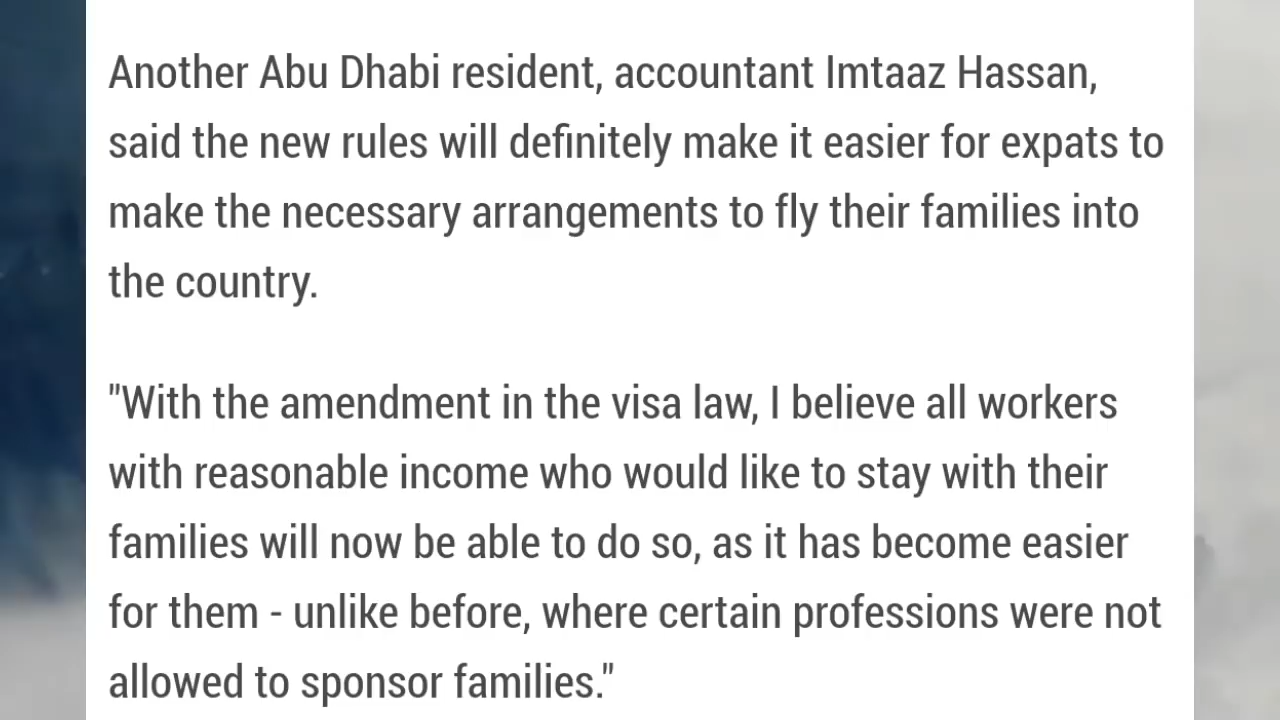 Another Abu Dhabi resident, accountant Imtaaz Hassan,
said the new rules will definitely make it easier for expats to
make the necessary arrangements to fly their families into
the country.
"With the amendment in the visa law, I believe all workers
with reasonable income who would like to stay with their
families will now be able to do so, as it has become easier
for them - unlike before, where certain professions were not
allowed to sponsor families."